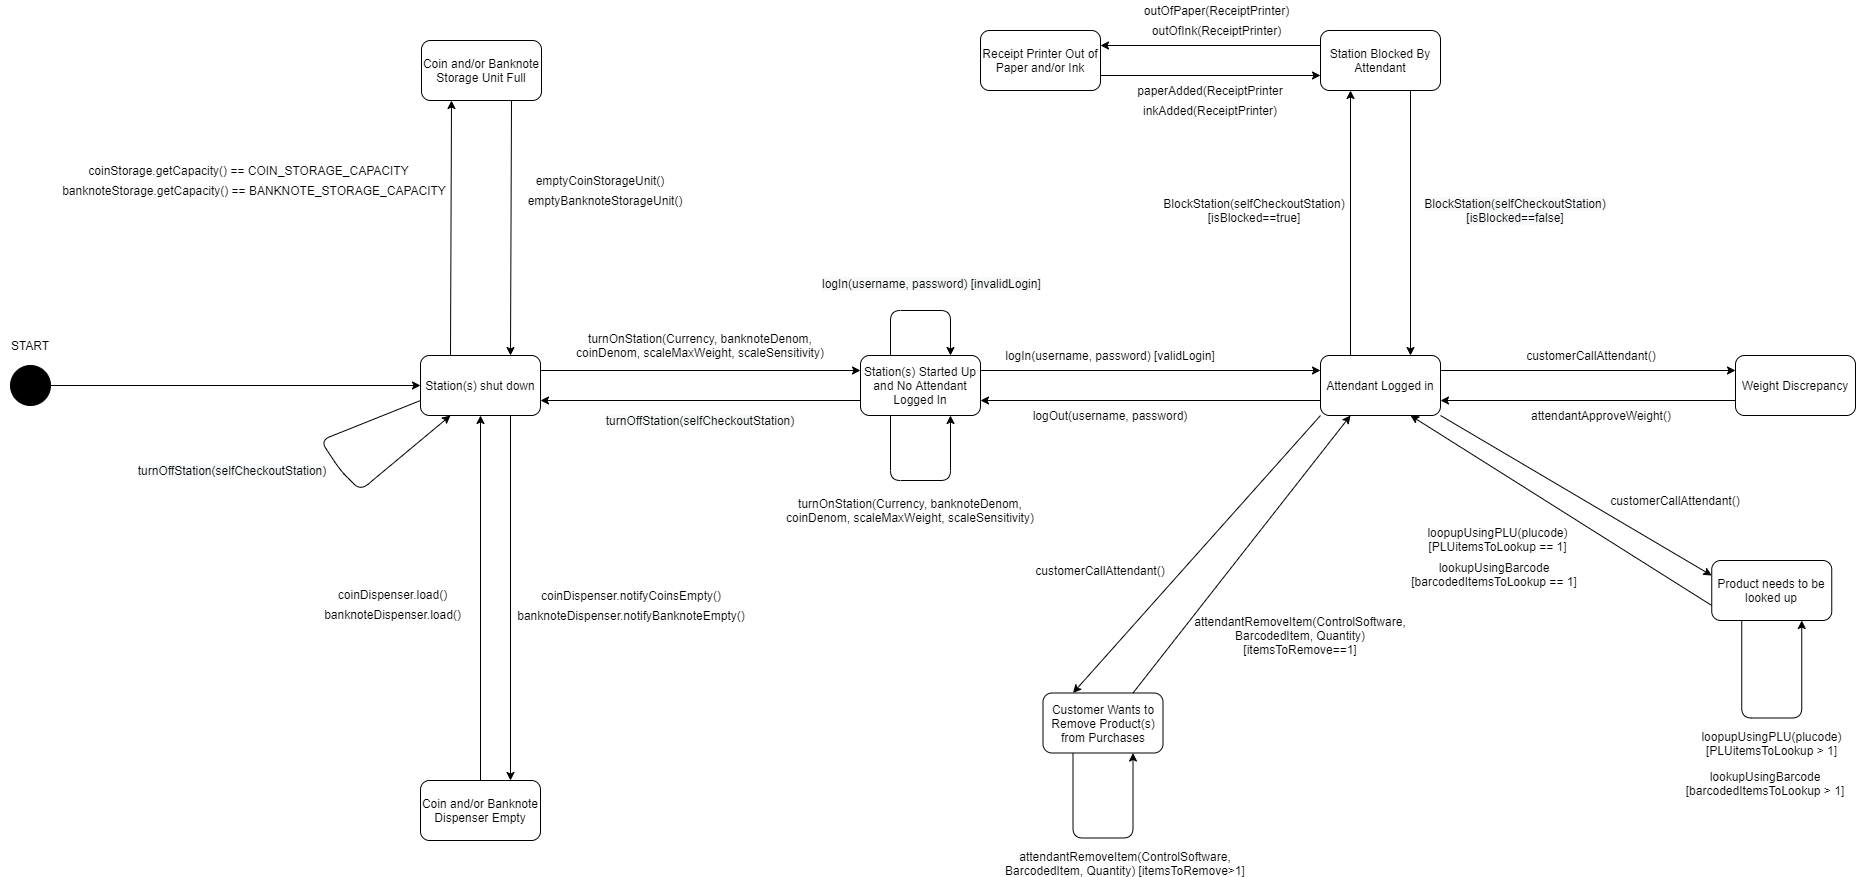 outOfPaper(ReceiptPrinter)
outOfInk(ReceiptPrinter)
Receipt Printer Out of
Paper and/or Ink
Station Blocked By
Attendant
paperAdded(ReceiptPrinter
inkAdded(ReceiptPrinter)
Coin and/or Banknote
Storage Unit Full
coinStorage.getCapacity() == COIN_STORAGE_CAPACITY
banknoteStorage.getCapacity() == BANKNOTE_STORAGE_CAPACITY
emptyCoinStorageUnit()
emptyBanknoteStorageUnit()
BlockStation(selfCheckoutStation)
[isBlocked==true]
BlockStation(selfCheckoutStation)
[isBlocked==false]
logIn(username, password) [invalidLogin]
START
turnOnStation(Currency, banknoteDenom,
coinDenom, scaleMaxWeight, scaleSensitivity)
logIn(username, password) [validLogin]
customerCallAttendant()
Station(s) shut down
Station(s) Started Up
and No Attendant
Logged In
Attendant Logged in
Weight Discrepancy
turnOffStation(selfCheckoutStation)
logOut(username, password)
attendantApproveWeight()
turnOffStation(selfCheckoutStation)
turnOnStation(Currency, banknoteDenom,
coinDenom, scaleMaxWeight, scaleSensitivity)
customerCallAttendant()
loopupUsingPLU(plucode)
[PLUitemsToLookup == 1]
lookupUsingBarcode
[barcodedItemsToLookup == 1]
customerCallAttendant()
Product needs to be
looked up
coinDispenser.load()
banknoteDispenser.load()
coinDispenser.notifyCoinsEmpty()
banknoteDispenser.notifyBanknoteEmpty()
attendantRemoveItem(ControlSoftware,
BarcodedItem, Quantity)
[itemsToRemove==1]
Customer Wants to
Remove Product(s)
from Purchases
loopupUsingPLU(plucode)
[PLUitemsToLookup > 1]
lookupUsingBarcode
[barcodedItemsToLookup > 1]
Coin and/or Banknote
Dispenser Empty
attendantRemoveItem(ControlSoftware,
BarcodedItem, Quantity) [itemsToRemove>1]